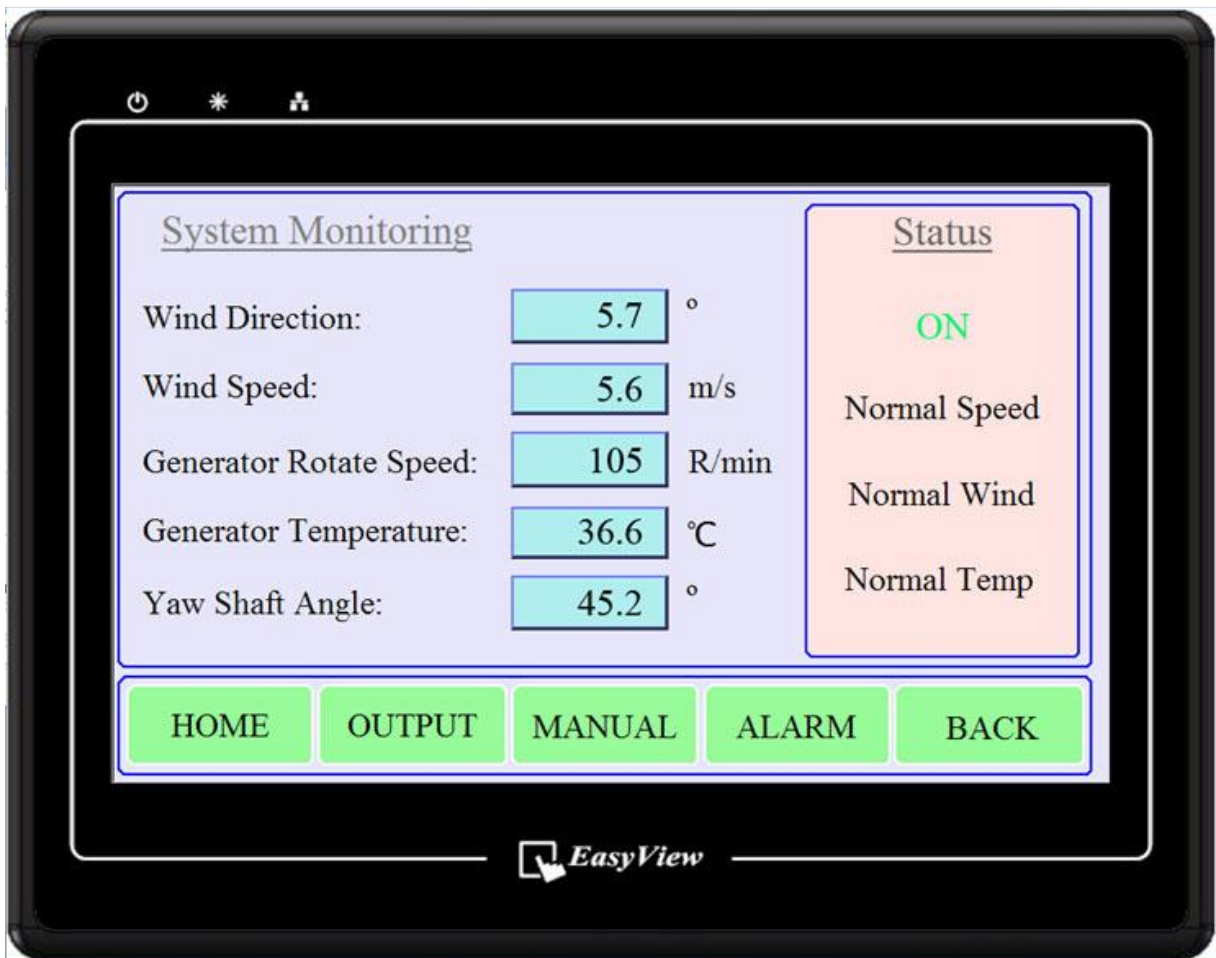 System Monitoring
Wind Direction: 5.7 °
Wind Speed: 5.6 m/s
Generator Rotate Speed: 105 R/min
Generator Temperature: 36.6 ℃
Yaw Shaft Angle: 45.2 °
Status
ON
Normal Speed
Normal Wind
Normal Temp
HOME OUTPUT MANUAL ALARM BACK
EasyView